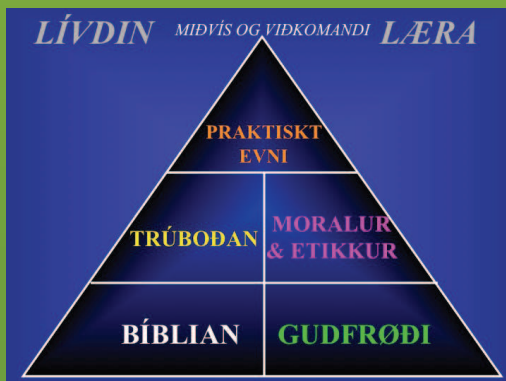 LÍVDIN MIÐVÍS OG VIÐKOMANDI LÆRA
PRAKTISKT
EVNI
TRÚBOÐAN
MORALUR
& ETIKKUR
BÍBLIAN
GUDFRØÐI